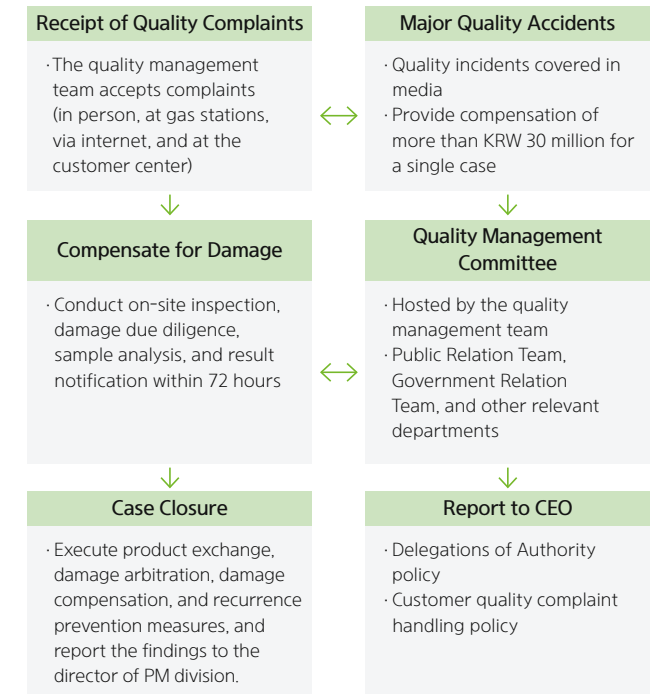 Receipt of Quality Complaints
· The quality management
team accepts complaints
(in person, at gas stations,
via internet, and at the
customer center)
Major Quality Accidents
· Quality incidents covered in
media
· Provide compensation of
more than KRW 30 million for
a single case
Compensate for Damage
· Conduct on-site inspection,
damage due diligence,
sample analysis, and result
notification within 72 hours
Quality Management
Committee
· Hosted by the quality
management team
· Public Relation Team,
Government Relation
Team, and other relevant
departments
Case Closure
· Execute product exchange,
damage arbitration, damage
compensation, and recurrence
prevention measures, and
report the findings to the
director of PM division.
Report to CEO
· Delegations of Authority
policy
· Customer quality complaint
handling policy